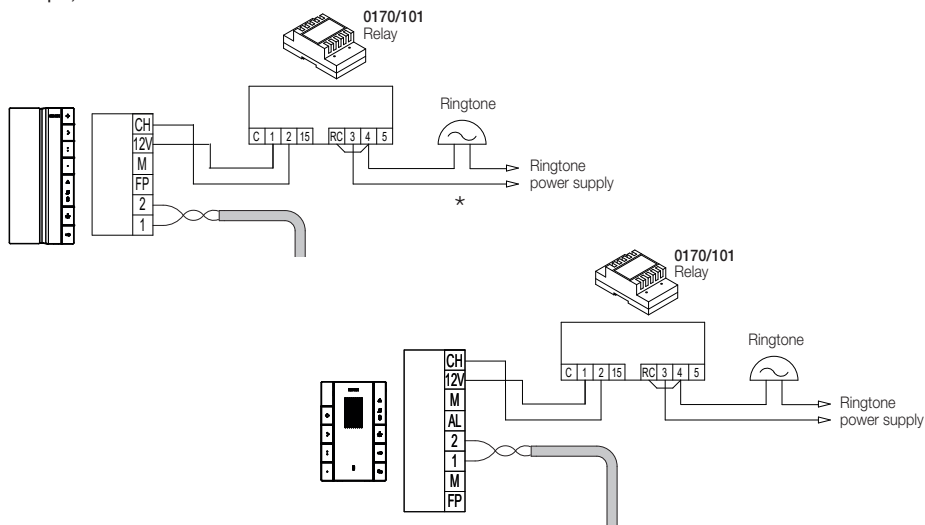 0170/101
Relay
Ringtone
CH
12V
M
FP
2
1
C 1 2 15 RC 3 4 5
Ringtone
power supply
*
0170/101
Relay
Ringtone
CH
12V
M
AL
2
1
M
FP
C 1 2 15 RC 3 4 5
Ringtone
power supply